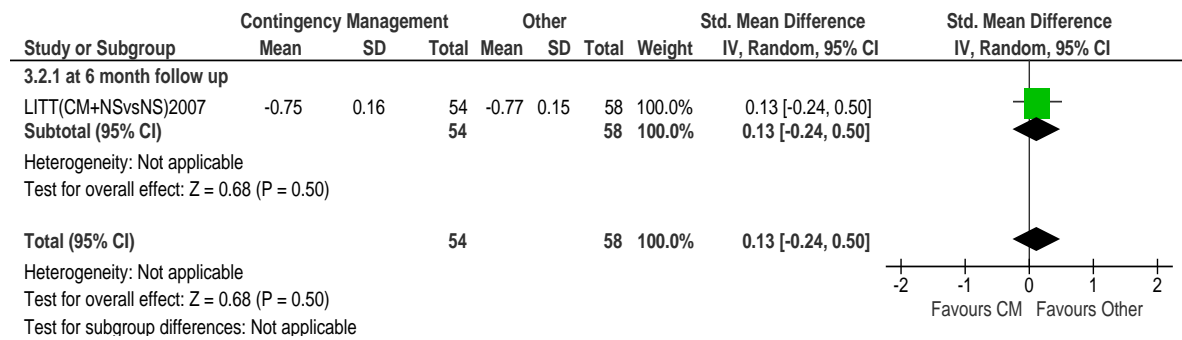 Contingency Management Other Std. Mean Difference Std. Mean Difference
Study or Subgroup Mean SD Total Mean SD Total Weight IV, Random, 95% CI IV, Random, 95% CI
3.2.1 at 6 month follow up
LITT(CM+NSvsNS)2007 -0.75 0.16 54 -0.77 0.15 58 100.0% 0.13 [-0.24, 0.50]
Subtotal (95% CI) 54 58 100.0% 0.13 [-0.24, 0.50]
Heterogeneity: Not applicable
Test for overall effect: Z = 0.68 (P = 0.50)
Total (95% CI) 54 58 100.0% 0.13 [-0.24, 0.50]
Heterogeneity: Not applicable
-2 -1 0 1 2
Test for overall effect: Z = 0.68 (P = 0.50)
Favours CM Favours Other
Test for subgroup differences: Not applicable